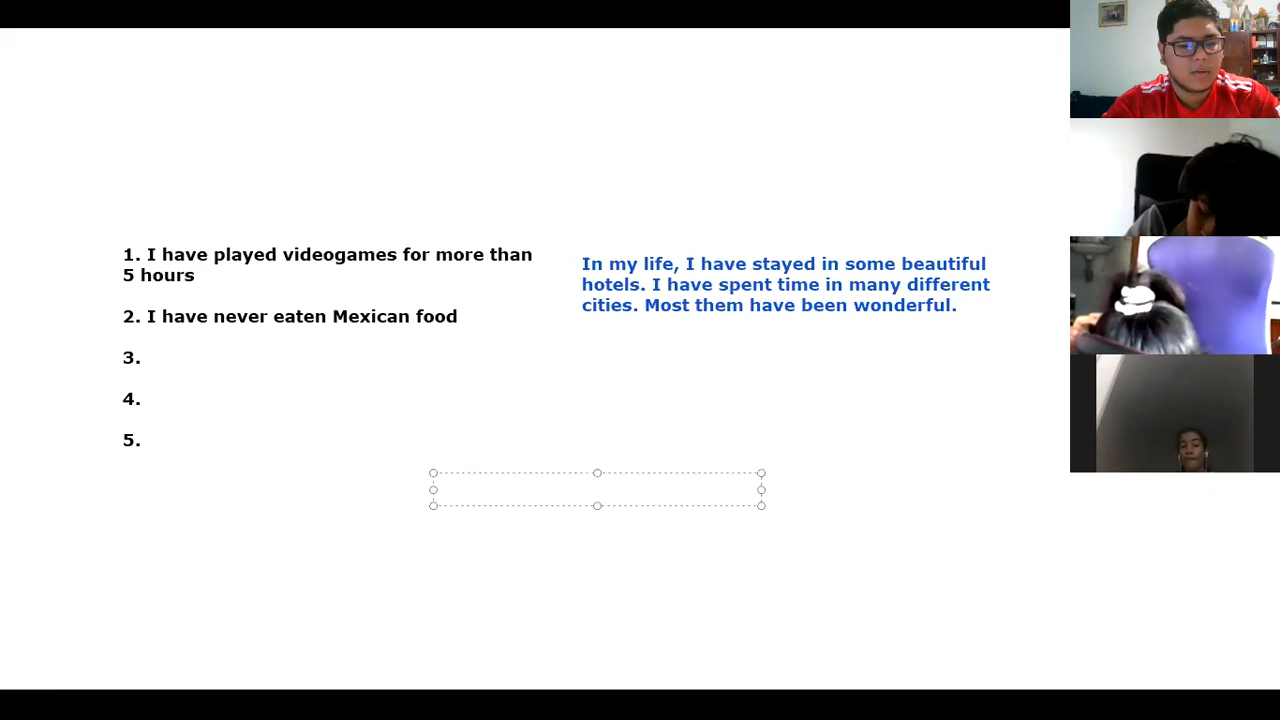 1. I have played videogames for more than
5 hours
2. I have never eaten Mexican food
3.
4.
5.
In my life, I have stayed in some beautiful
hotels. I have spent time in many different
cities. Most them have been wonderful.